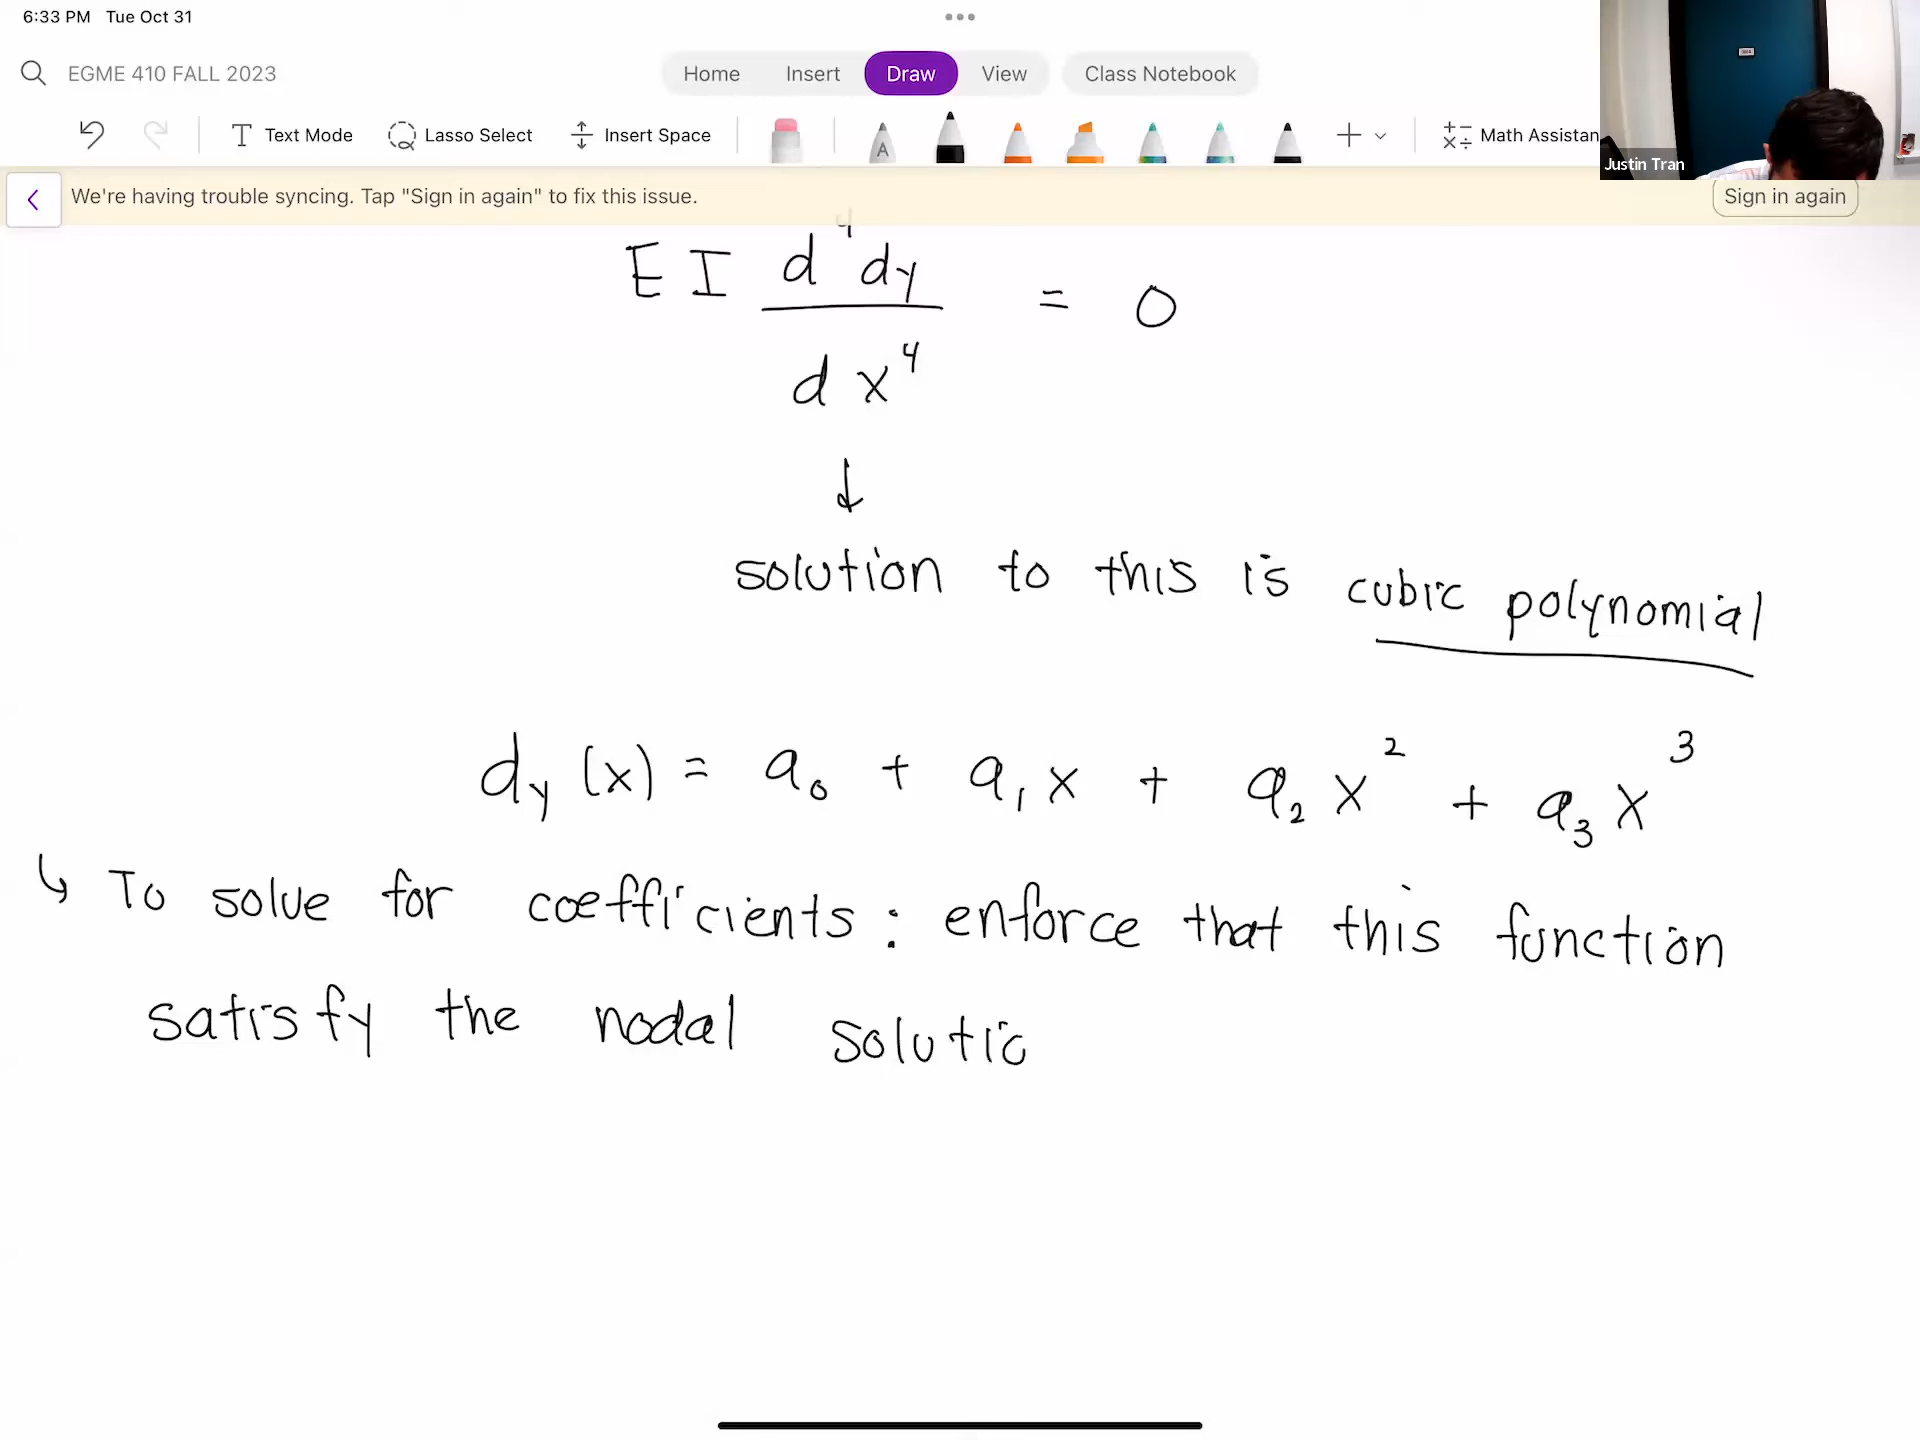 6:33 PM Tue Oct 31
EGME 410 FALL 2023
Home Insert Draw View Class Notebook
Text Mode Lasso Select Insert Space A Math Assistan
Justin Tran
We're having trouble syncing. Tap "Sign in again" to fix this issue.
Sign in again
E I d⁴dy / dx⁴ = 0
↓
solution to this is cubic polynomial
dy (x) = a₀ + a₁x + a₂x² + a₃x³
↳ To solve for coefficients : enforce that this function
satisfy the nodal solutio